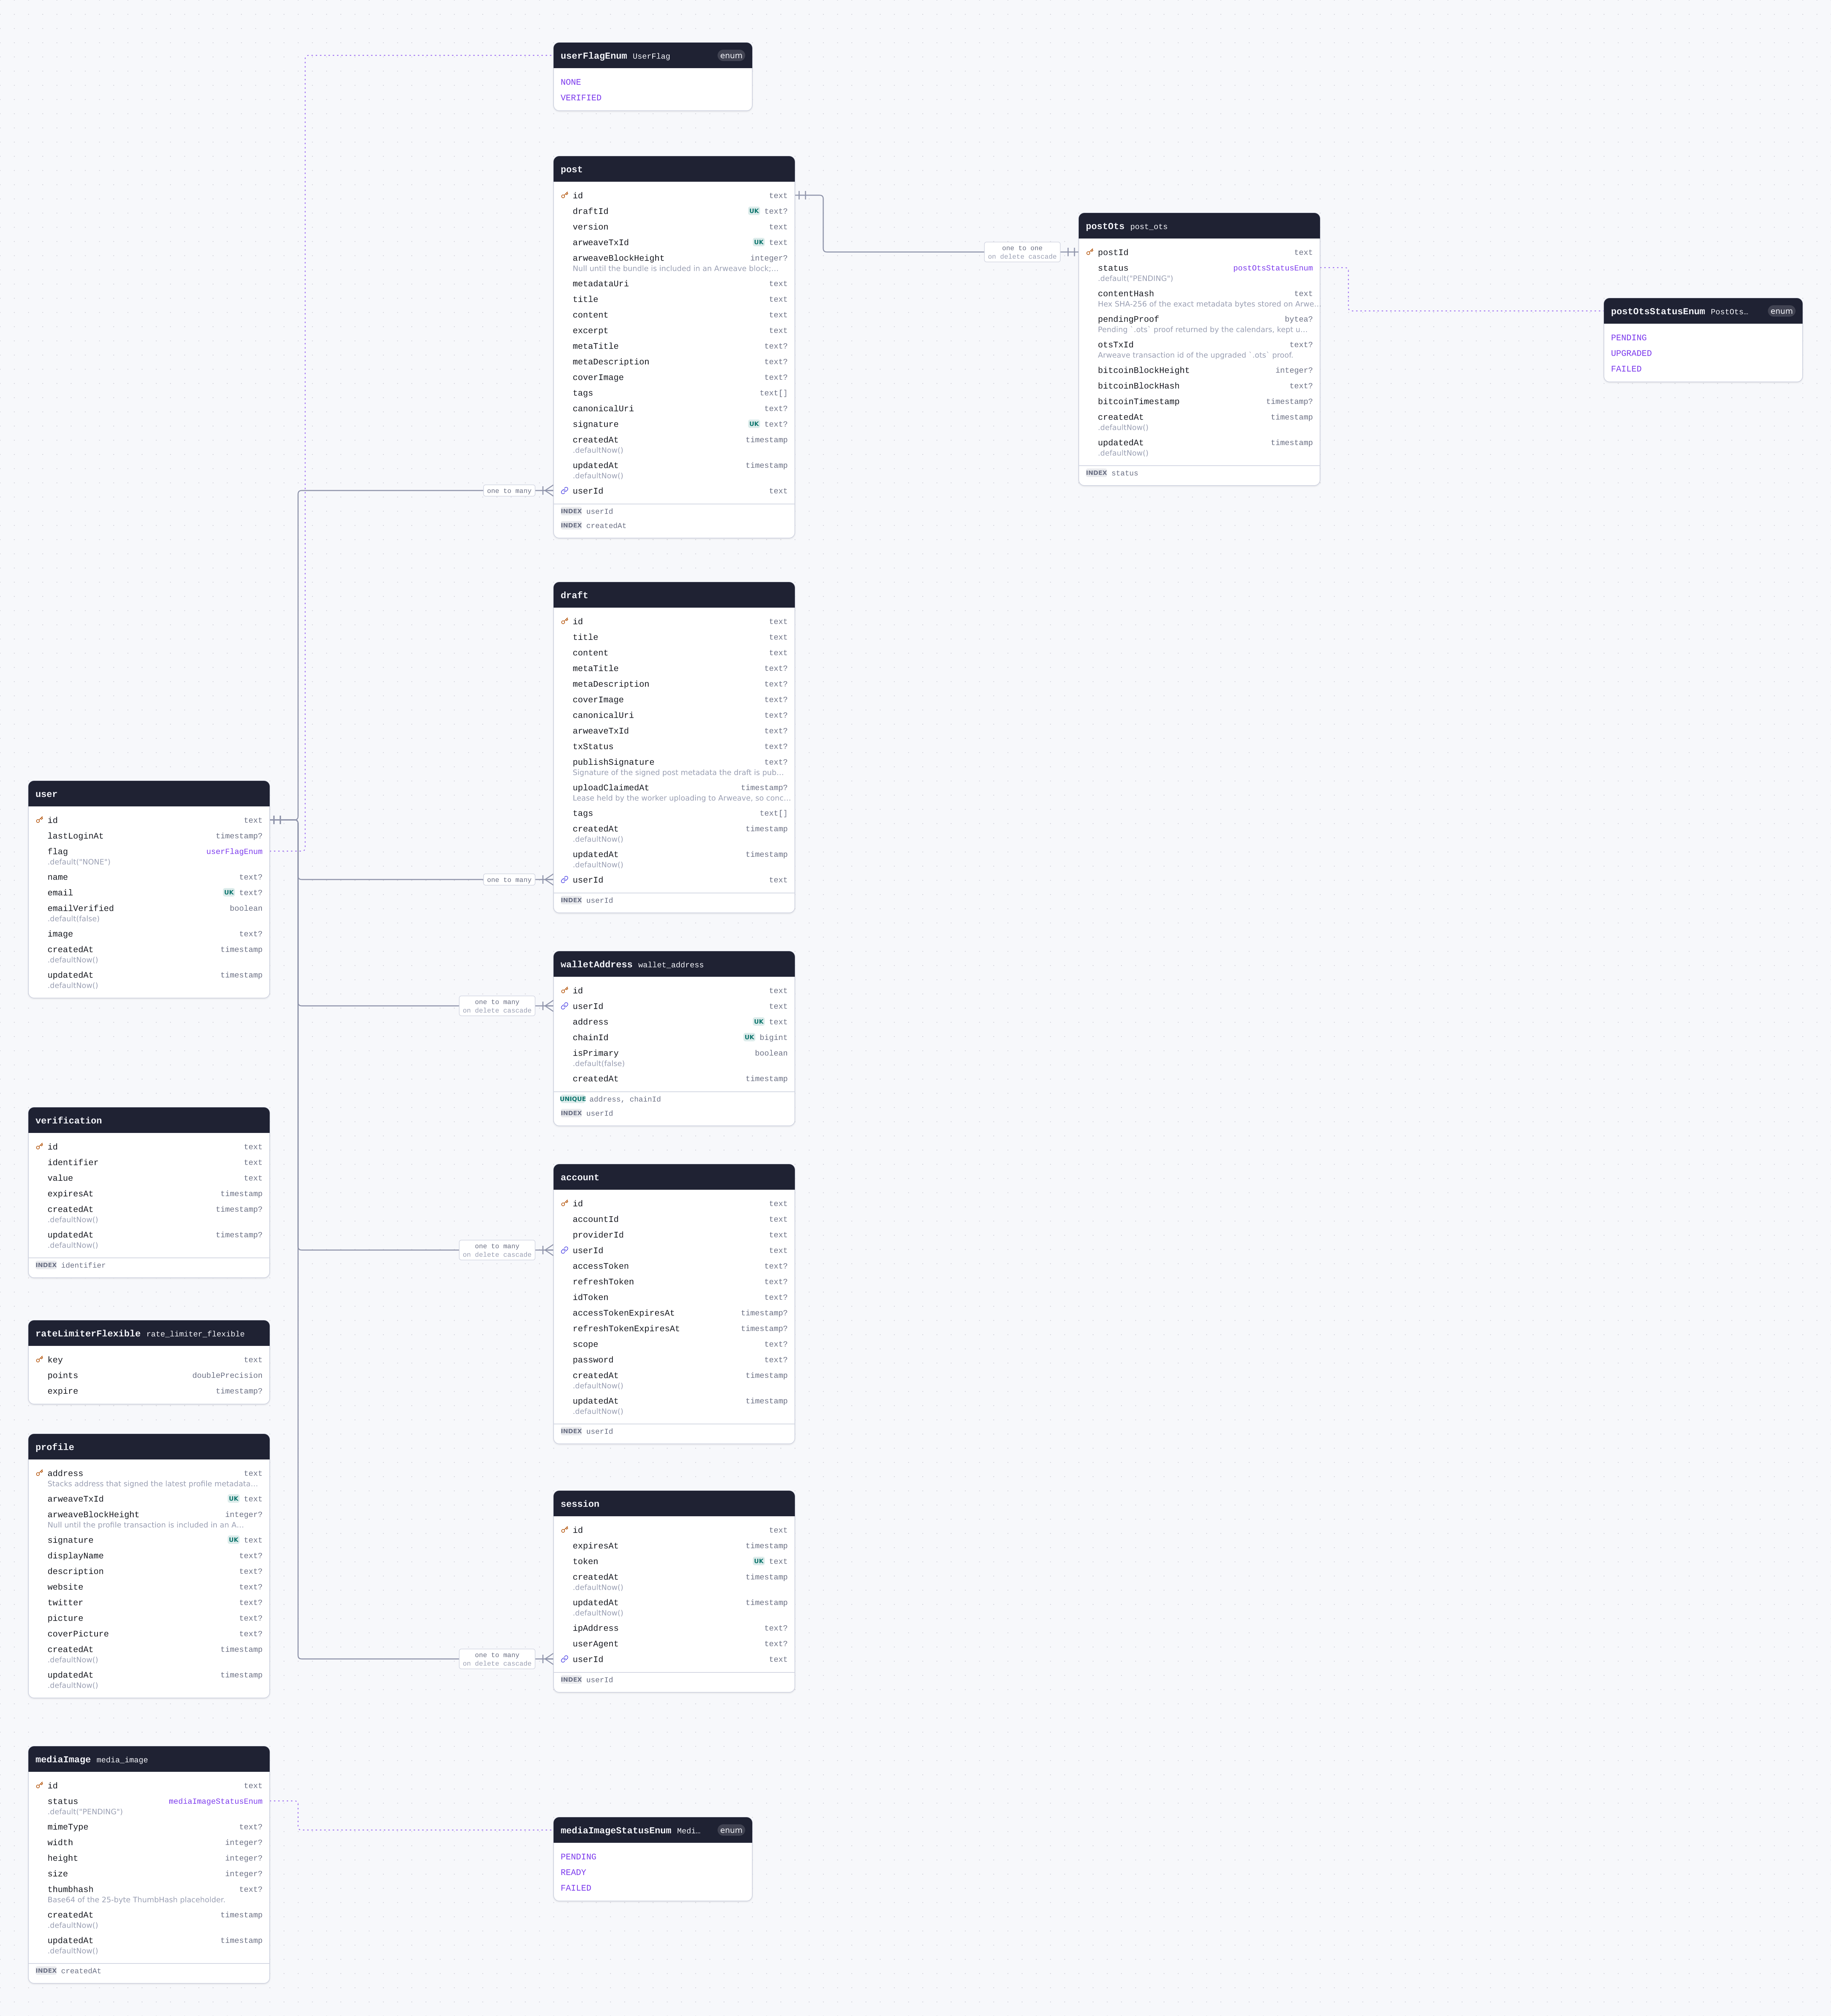 userFlagEnum UserFlag enum
NONE
VERIFIED
post
id text
draftId UK text?
version text
arweaveTxId UK text
arweaveBlockHeight integer?
Null until the bundle is included in an Arweave block;…
metadataUri text
title text
content text
excerpt text
metaTitle text?
metaDescription text?
coverImage text?
tags text[]
canonicalUri text?
signature UK text?
createdAt timestamp
.defaultNow()
updatedAt timestamp
.defaultNow()
userId text
INDEX userId
INDEX createdAt
one to many
one to one
on delete cascade
postOts post_ots
postId text
status postOtsStatusEnum
.default("PENDING")
contentHash text
Hex SHA-256 of the exact metadata bytes stored on Arwe…
pendingProof bytea?
Pending `.ots` proof returned by the calendars, kept u…
otsTxId text?
Arweave transaction id of the upgraded `.ots` proof.
bitcoinBlockHeight integer?
bitcoinBlockHash text?
bitcoinTimestamp timestamp?
createdAt timestamp
.defaultNow()
updatedAt timestamp
.defaultNow()
INDEX status
postOtsStatusEnum PostOts… enum
PENDING
UPGRADED
FAILED
draft
id text
title text
content text
metaTitle text?
metaDescription text?
coverImage text?
canonicalUri text?
arweaveTxId text?
txStatus text?
publishSignature text?
Signature of the signed post metadata the draft is pub…
uploadClaimedAt timestamp?
Lease held by the worker uploading to Arweave, so conc…
tags text[]
createdAt timestamp
.defaultNow()
updatedAt timestamp
.defaultNow()
userId text
INDEX userId
one to many
user
id text
lastLoginAt timestamp?
flag userFlagEnum
.default("NONE")
name text?
email UK text?
emailVerified boolean
.default(false)
image text?
createdAt timestamp
.defaultNow()
updatedAt timestamp
.defaultNow()
walletAddress wallet_address
id text
userId text
address UK text
chainId UK bigint
isPrimary boolean
.default(false)
createdAt timestamp
UNIQUE address, chainId
INDEX userId
one to many
on delete cascade
verification
id text
identifier text
value text
expiresAt timestamp
createdAt timestamp?
.defaultNow()
updatedAt timestamp?
.defaultNow()
INDEX identifier
account
id text
accountId text
providerId text
userId text
accessToken text?
refreshToken text?
idToken text?
accessTokenExpiresAt timestamp?
refreshTokenExpiresAt timestamp?
scope text?
password text?
createdAt timestamp
.defaultNow()
updatedAt timestamp
.defaultNow()
INDEX userId
one to many
on delete cascade
rateLimiterFlexible rate_limiter_flexible
key text
points doublePrecision
expire timestamp?
profile
address text
Stacks address that signed the latest profile metadata…
arweaveTxId UK text
arweaveBlockHeight integer?
Null until the profile transaction is included in an A…
signature UK text
displayName text?
description text?
website text?
twitter text?
picture text?
coverPicture text?
createdAt timestamp
.defaultNow()
updatedAt timestamp
.defaultNow()
session
id text
expiresAt timestamp
token UK text
createdAt timestamp
.defaultNow()
updatedAt timestamp
.defaultNow()
ipAddress text?
userAgent text?
userId text
INDEX userId
one to many
on delete cascade
mediaImage media_image
id text
status mediaImageStatusEnum
.default("PENDING")
mimeType text?
width integer?
height integer?
size integer?
thumbhash text?
Base64 of the 25-byte ThumbHash placeholder.
createdAt timestamp
.defaultNow()
updatedAt timestamp
.defaultNow()
INDEX createdAt
mediaImageStatusEnum Medi… enum
PENDING
READY
FAILED